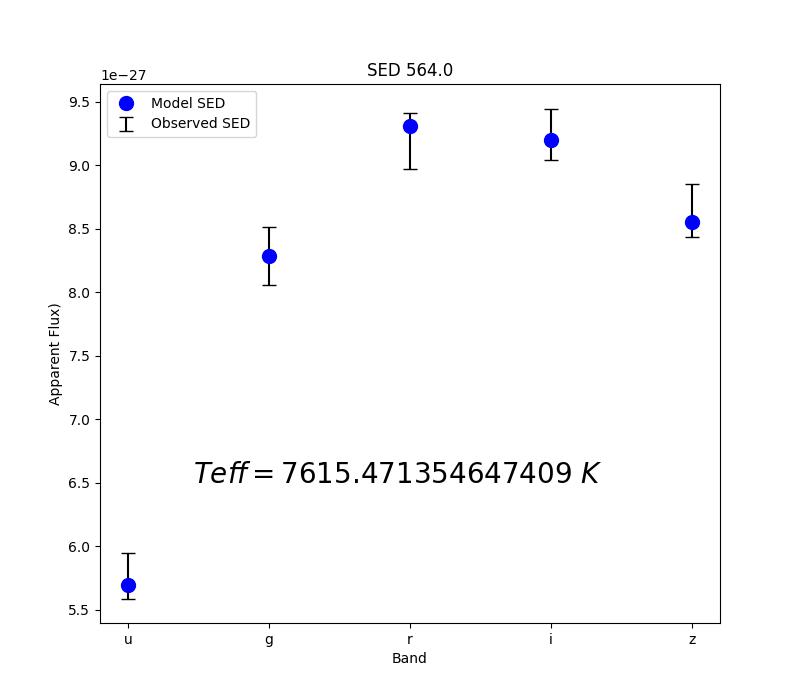 SED 564.0
1e−27
Model SED
Observed SED
9.5
9.0
8.5
8.0
7.5
7.0
6.5
6.0
5.5
Apparent Flux)
Teff = 7615.471354647409 K
u g r i z
Band